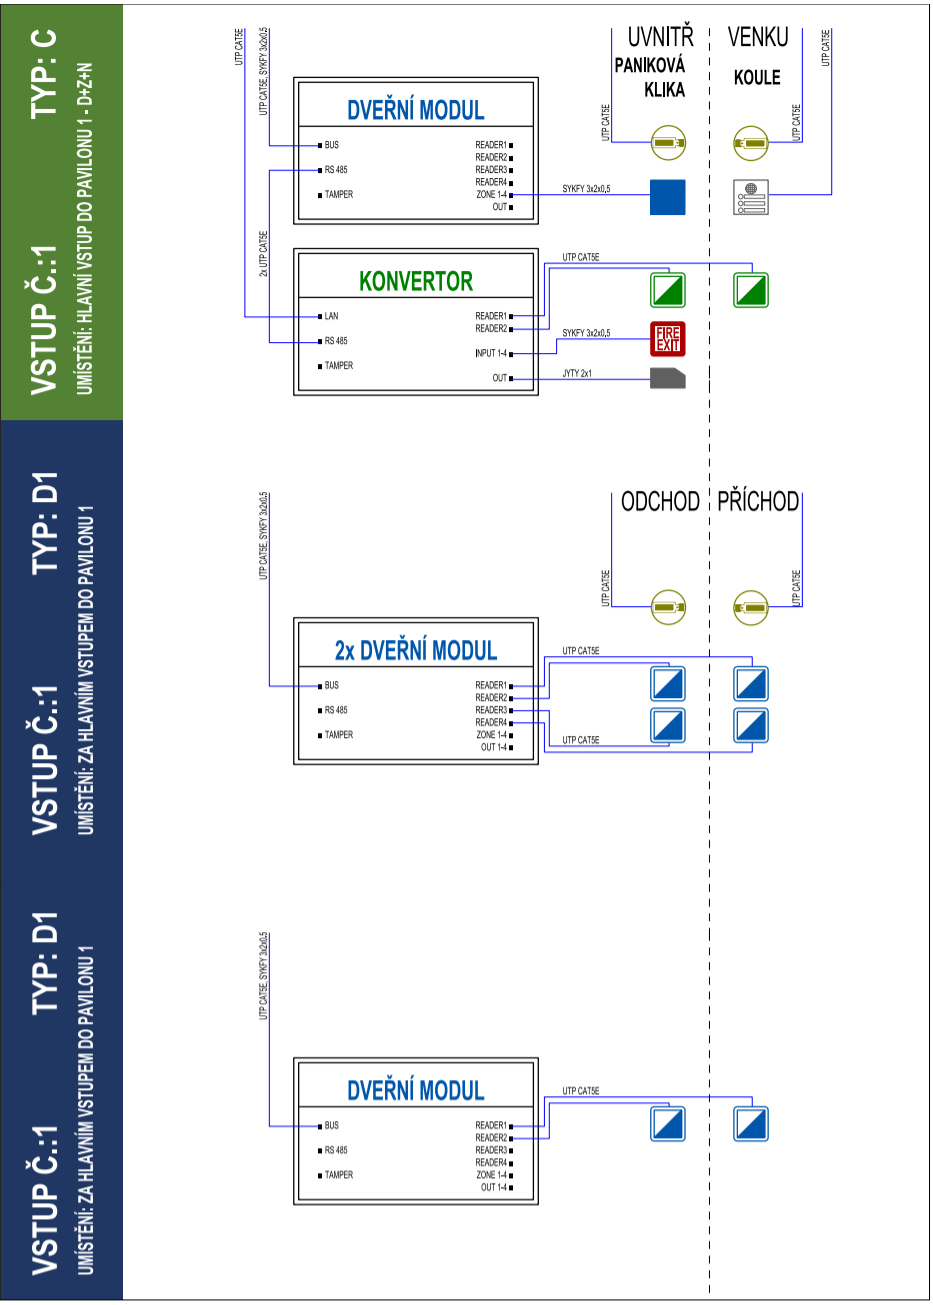 VSTUP Č.:1 TYP: C
UMÍSTĚNÍ: HLAVNÍ VSTUP DO PAVILONU 1 - D+Z+N
UTP CAT5E
UTP CAT5E, SYKFY 3x2x0,5
DVEŘNÍ MODUL
BUS
RS 485
TAMPER
READER1
READER2
READER3
READER4
ZONE 1-4
OUT
SYKFY 3x2x0,5
UVNITŘ
PANIKOVÁ
KLIKA
UTP CAT5E
VENKU
KOULE
UTP CAT5E
UTP CAT5E
2x UTP CAT5E
KONVERTOR
LAN
RS 485
TAMPER
READER1
READER2
INPUT 1-4
OUT
UTP CAT5E
SYKFY 3x2x0,5
JYTY 2x1
FIRE
EXIT
VSTUP Č.:1 TYP: D1
UMÍSTĚNÍ: ZA HLAVNÍM VSTUPEM DO PAVILONU 1
UTP CAT5E, SYKFY 3x2x0,5
ODCHOD
PŘÍCHOD
UTP CAT5E
UTP CAT5E
2x DVEŘNÍ MODUL
BUS
RS 485
TAMPER
READER1
READER2
READER3
READER4
ZONE 1-4
OUT 1-4
UTP CAT5E
UTP CAT5E
VSTUP Č.:1 TYP: D1
UMÍSTĚNÍ: ZA HLAVNÍM VSTUPEM DO PAVILONU 1
UTP CAT5E, SYKFY 3x2x0,5
DVEŘNÍ MODUL
BUS
RS 485
TAMPER
READER1
READER2
READER3
READER4
ZONE 1-4
OUT 1-4
UTP CAT5E